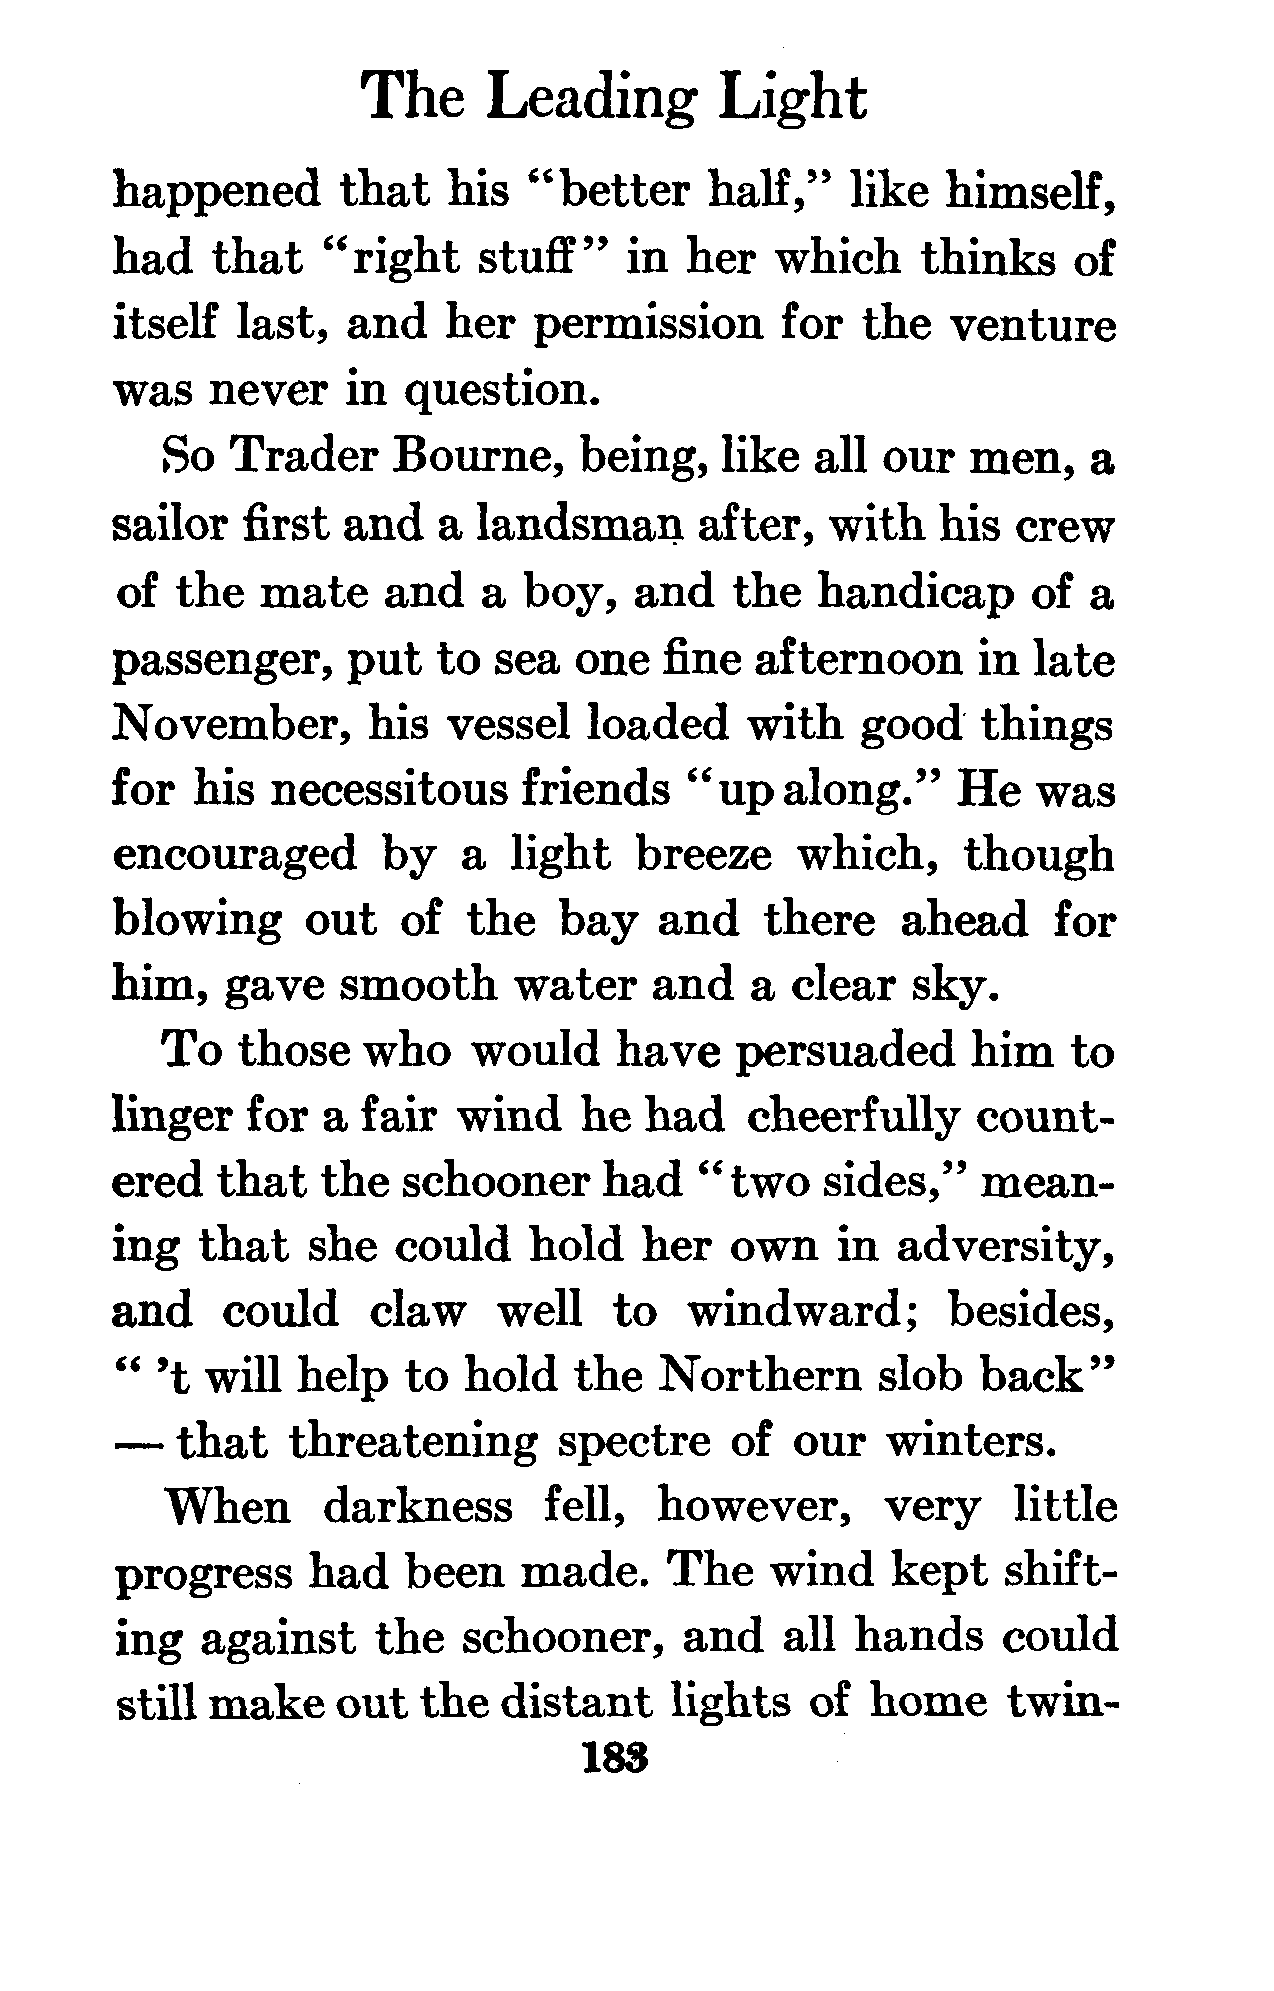 The Leading Light
happened that his “better half,” like himself,
had that “right stuff” in her which thinks of
itself last, and her permission for the venture
was never in question.
So Trader Bourne, being, like all our men, a
sailor first and a landsman after, with his crew
of the mate and a boy, and the handicap of a
passenger, put to sea one fine afternoon in late
November, his vessel loaded with good things
for his necessitous friends “up along.” He was
encouraged by a light breeze which, though
blowing out of the bay and there ahead for
him, gave smooth water and a clear sky.
To those who would have persuaded him to
linger for a fair wind he had cheerfully count-
ered that the schooner had “two sides,” mean-
ing that she could hold her own in adversity,
and could claw well to windward; besides,
“ ’t will help to hold the Northern slob back”
— that threatening spectre of our winters.
When darkness fell, however, very little
progress had been made. The wind kept shift-
ing against the schooner, and all hands could
still make out the distant lights of home twin-
183